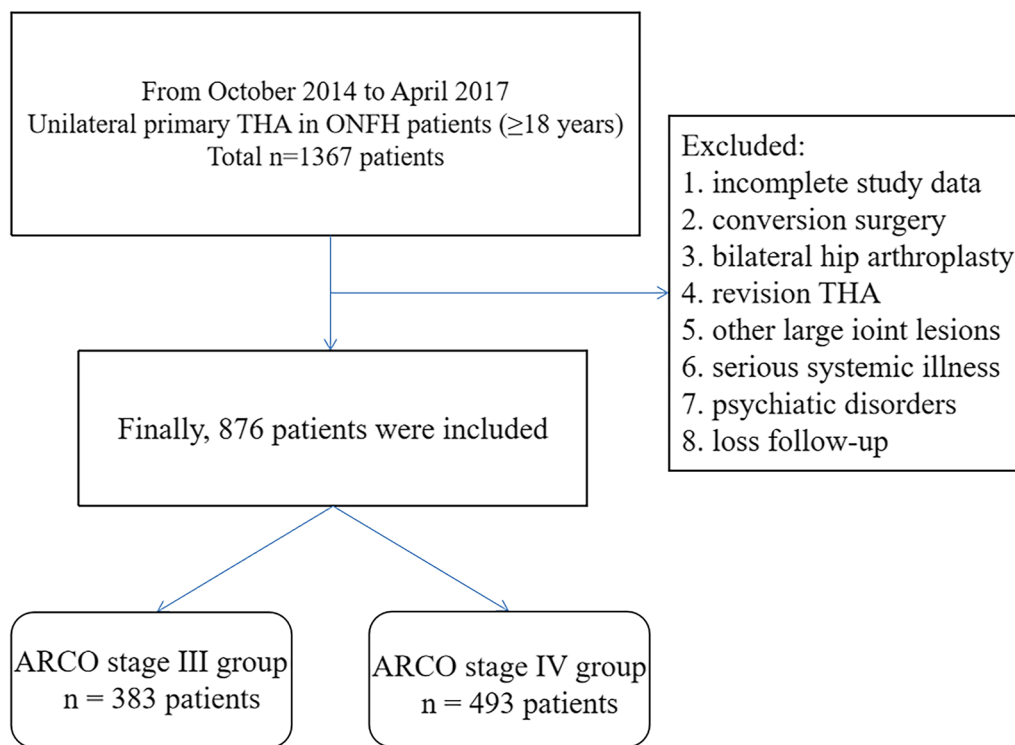 From October 2014 to April 2017
Unilateral primary THA in ONFH patients (≥18 years)
Total n=1367 patients
Excluded:
1. incomplete study data
2. conversion surgery
3. bilateral hip arthroplasty
4. revision THA
5. other large ioint lesions
6. serious systemic illness
7. psychiatric disorders
8. loss follow-up
Finally, 876 patients were included
ARCO stage III group
n = 383 patients
ARCO stage IV group
n = 493 patients